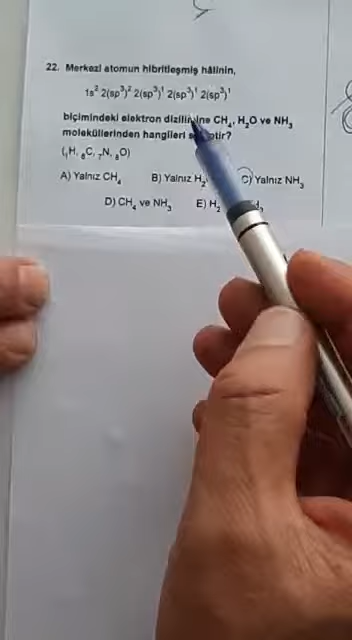 22. Merkezi atomun hibritleşmiş hâlinin,
1s² 2(sp³)² 2(sp³)¹ 2(sp³)¹ 2(sp³)¹
biçimindeki elektron dizilimine CH₄, H₂O ve NH₃
moleküllerinden hangileri
(₁H, ₆C, ₇N, ₈O)
A) Yalnız CH₄ B) Yalnız H₂ C) Yalnız NH₃
D) CH₄ ve NH₃ E) H₂